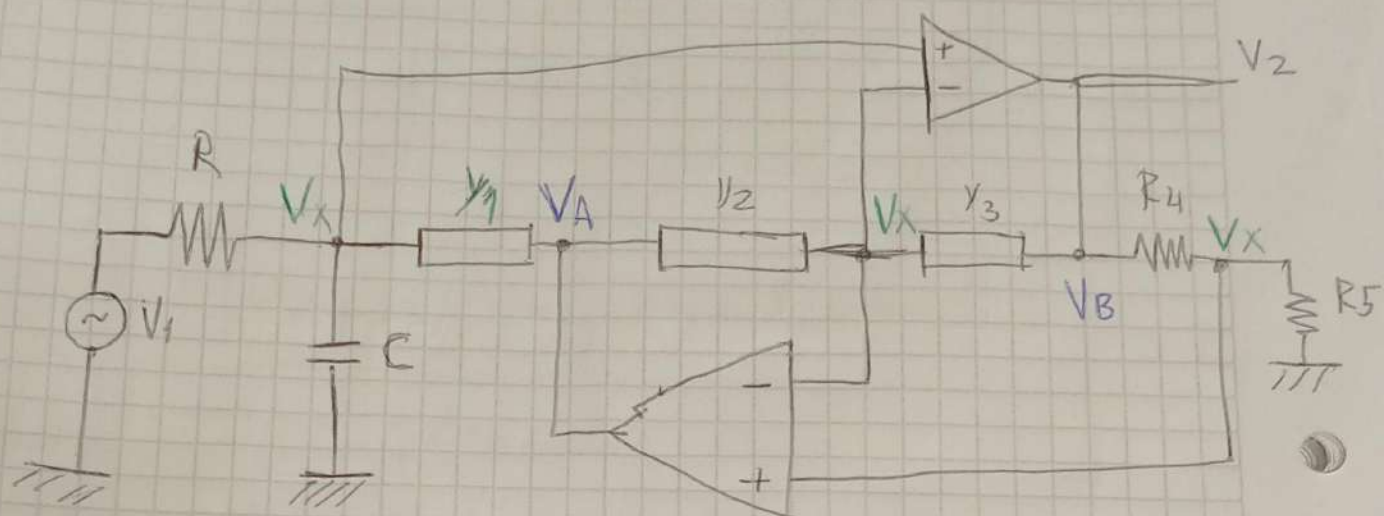 +
−
V2
R
Vx
y1
VA
y2
Vx
y3
R4
Vx
~
V1
C
VB
R5
−
+